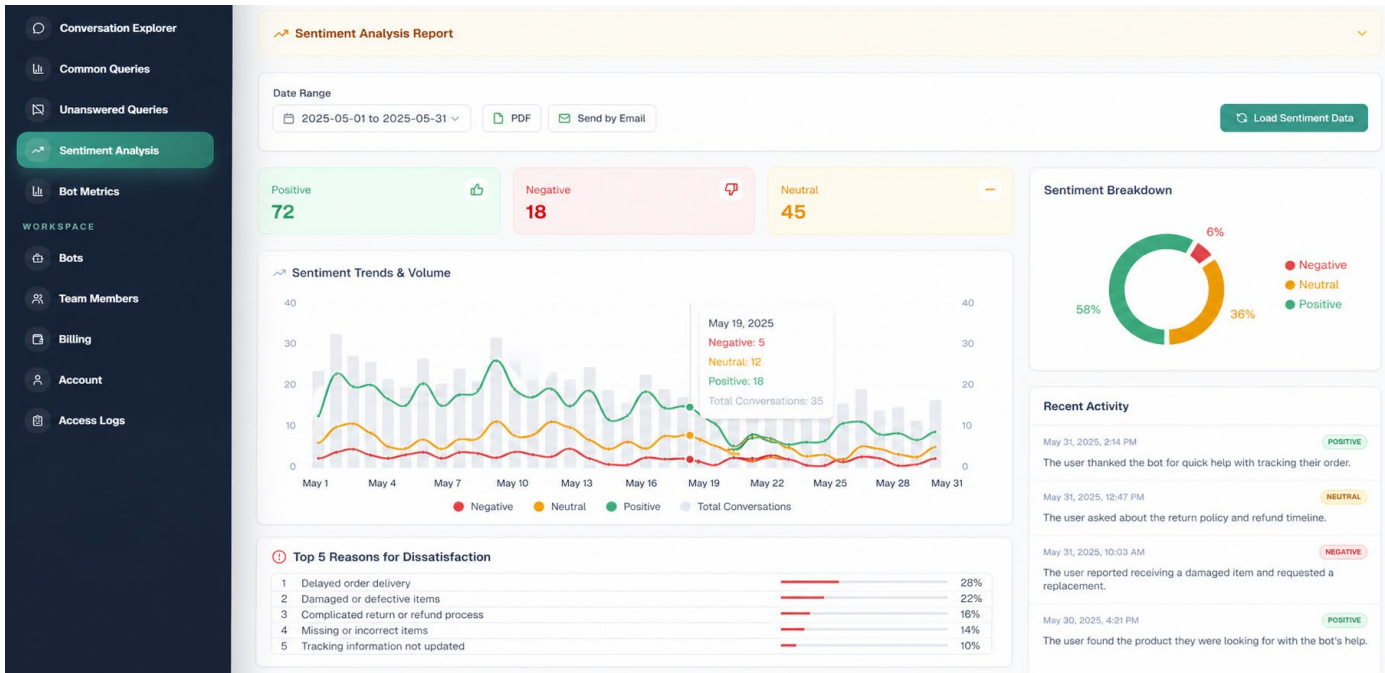 Conversation Explorer
Common Queries
Unanswered Queries
Sentiment Analysis
Bot Metrics
WORKSPACE
Bots
Team Members
Billing
Account
Access Logs
Sentiment Analysis Report
Date Range
2025-05-01 to 2025-05-31
PDF
Send by Email
Load Sentiment Data
Positive
72
Negative
18
Neutral
45
Sentiment Trends & Volume
40 40
30 30
20 20
10 10
0 0
May 19, 2025
Negative: 5
Neutral: 12
Positive: 18
Total Conversations: 35
May 1 May 4 May 7 May 10 May 13 May 16 May 19 May 22 May 25 May 28 May 31
Negative Neutral Positive Total Conversations
Top 5 Reasons for Dissatisfaction
1 Delayed order delivery 28%
2 Damaged or defective items 22%
3 Complicated return or refund process 16%
4 Missing or incorrect items 14%
5 Tracking information not updated 10%
Sentiment Breakdown
6%
58%
36%
Negative
Neutral
Positive
Recent Activity
May 31, 2025, 2:14 PM POSITIVE
The user thanked the bot for quick help with tracking their order.
May 31, 2025, 12:47 PM NEUTRAL
The user asked about the return policy and refund timeline.
May 31, 2025, 10:03 AM NEGATIVE
The user reported receiving a damaged item and requested a
replacement.
May 30, 2025, 4:21 PM POSITIVE
The user found the product they were looking for with the bot's help.